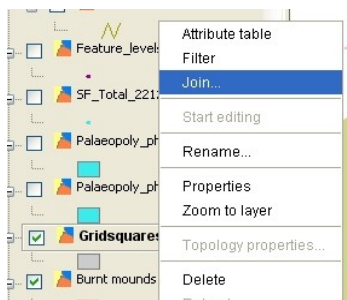 Feature_levels
SF_Total_2212
Palaeopoly_ph
Palaeopoly_ph
Gridsquares
Burnt mounds
Attribute table
Filter
Join...
Start editing
Rename...
Properties
Zoom to layer
Topology properties...
Delete